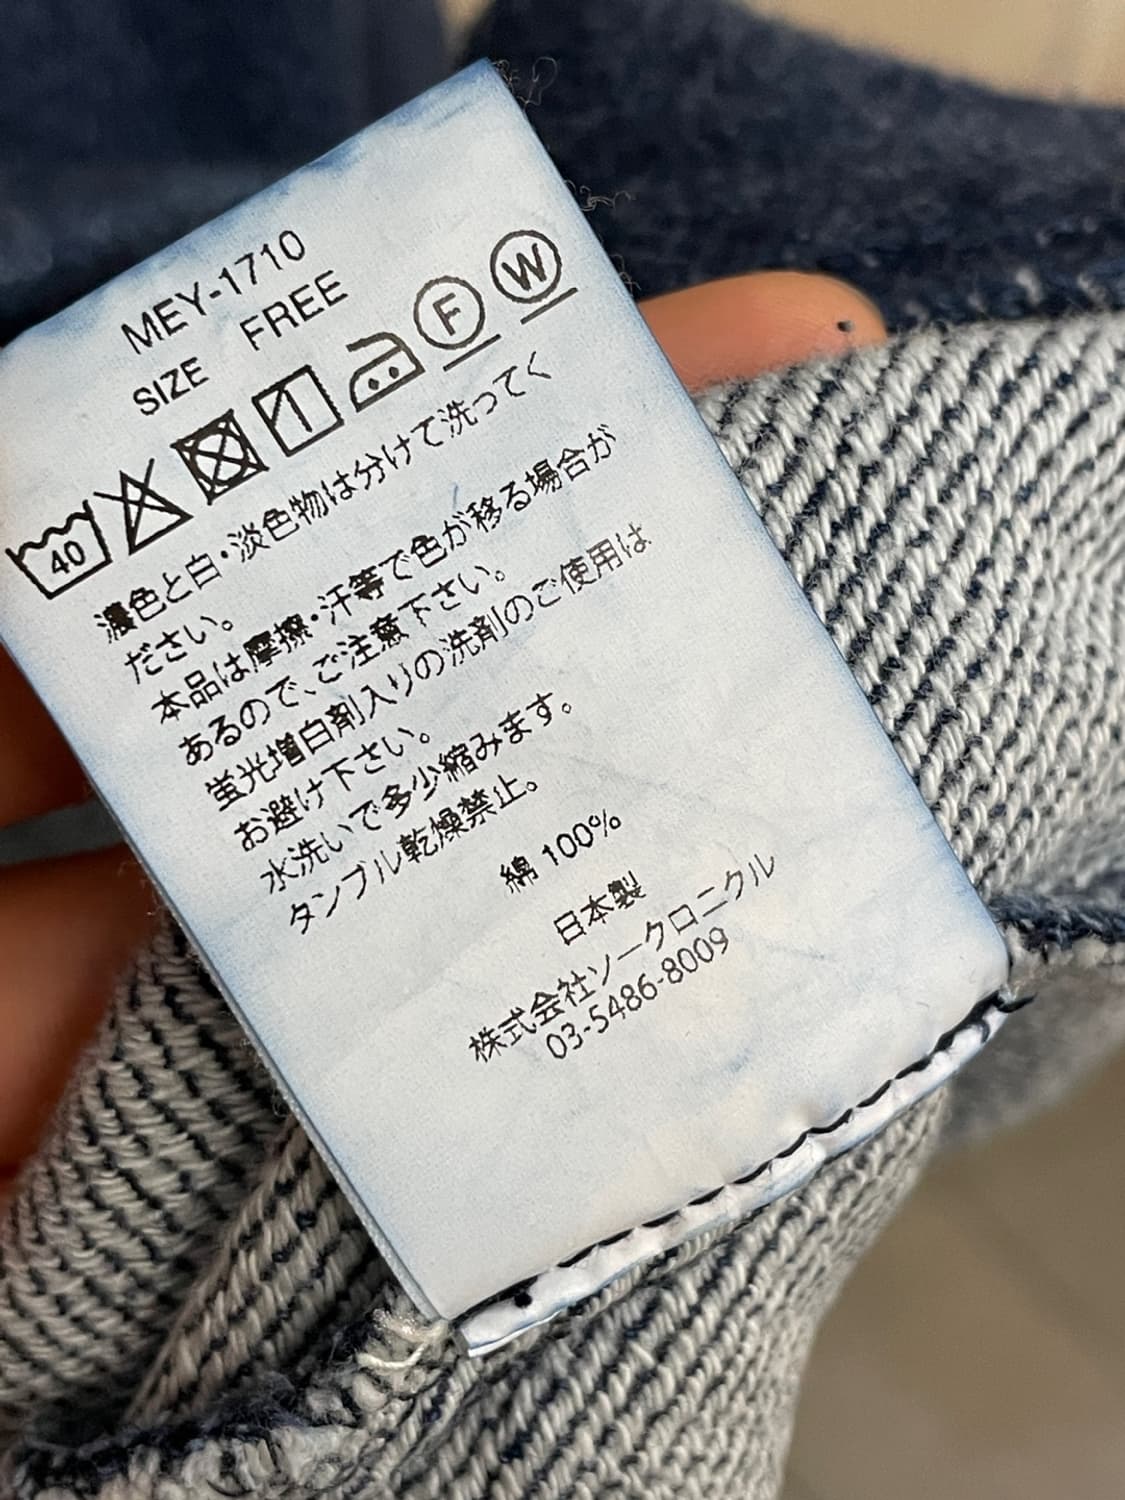 MEY-1710
SIZE FREE
40 F W
濃色と白・淡色物は分けて洗ってく
ださい。
本品は摩擦・汗等で色が移る場合が
あるので、ご注意下さい。
蛍光増白剤入りの洗剤のご使用は
お避け下さい。
水洗いで多少縮みます。
タンブル乾燥禁止。
綿 100%
日本製
株式会社ソークロニクル
03-5486-8009